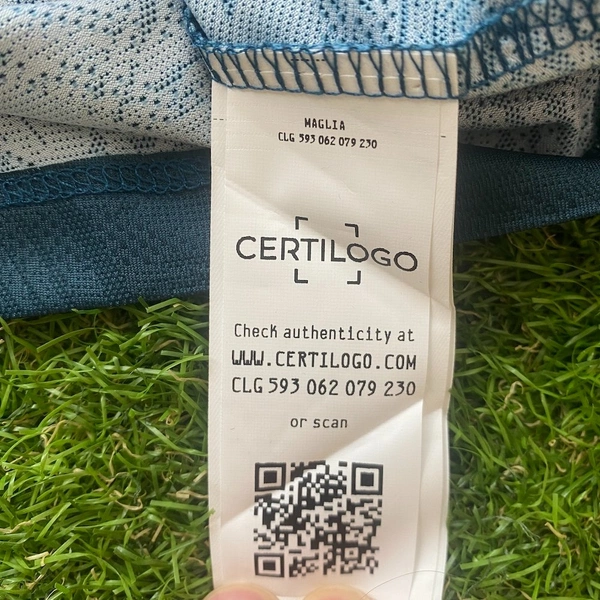 MAGLIA
CLG 593 062 079 230
CERTILOGO
Check authenticity at
WWW.CERTILOGO.COM
CLG 593 062 079 230
or scan